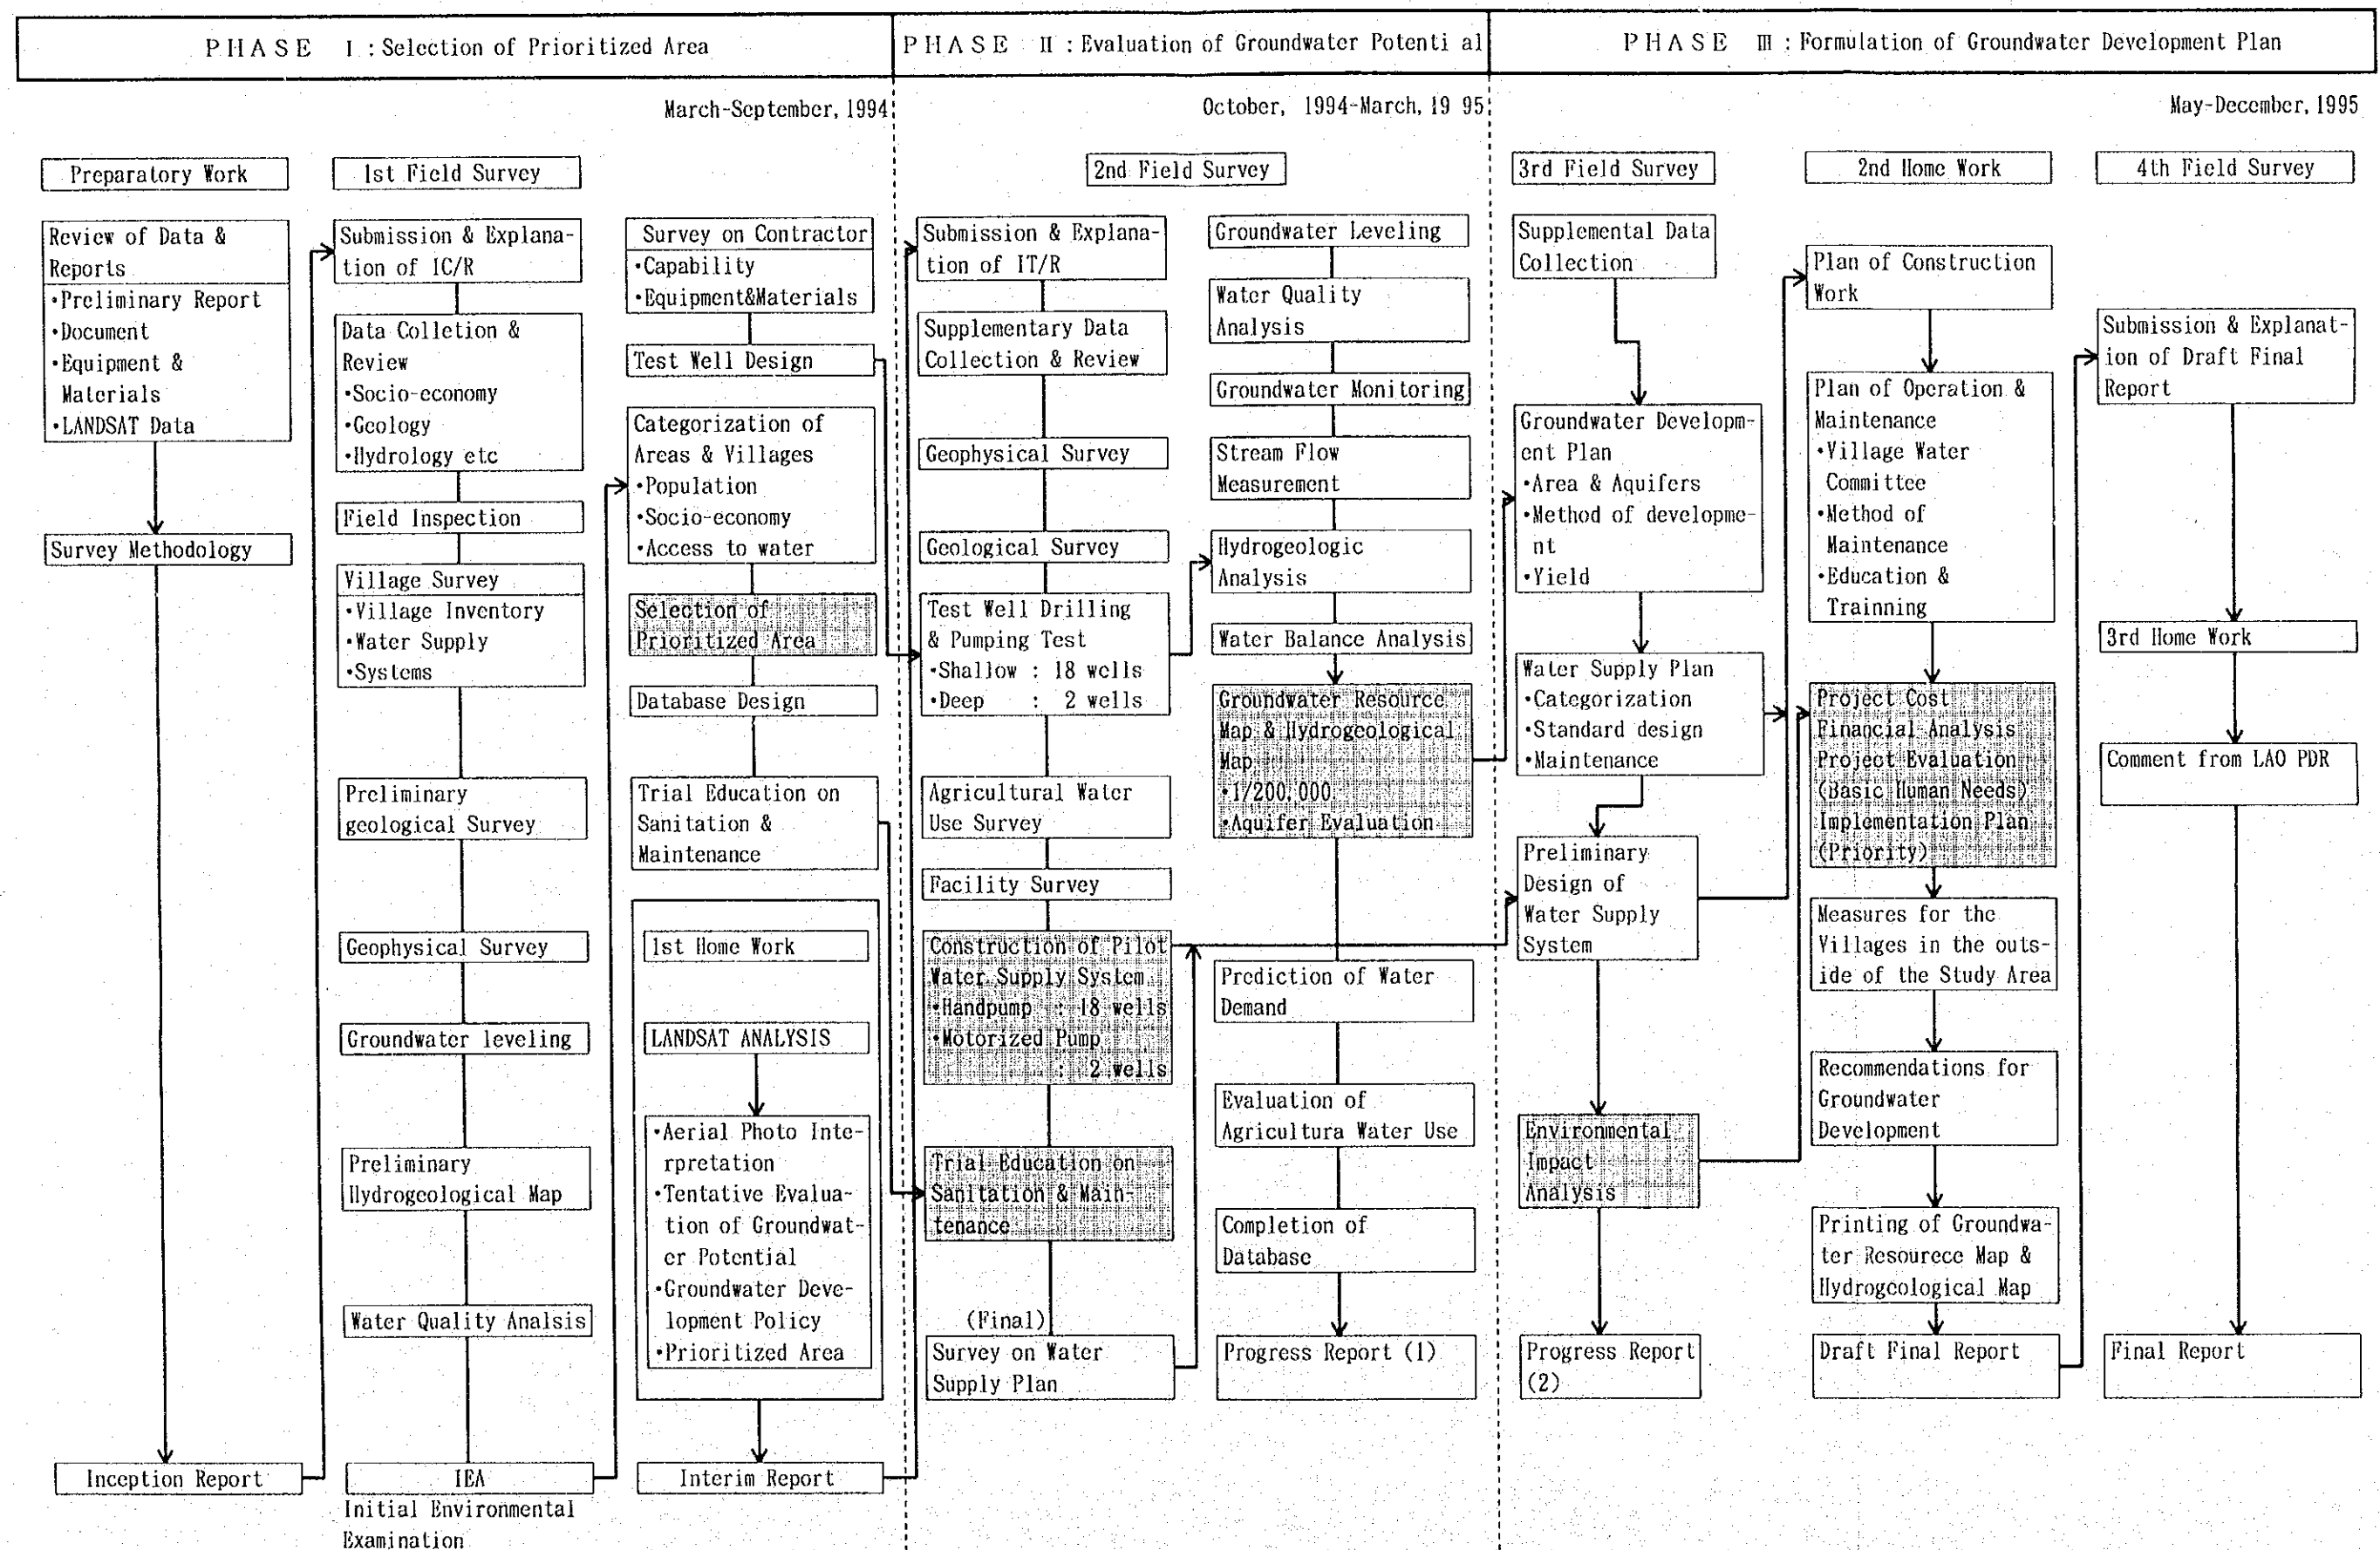 PHASE I : Selection of Prioritized Area
PHASE II : Evaluation of Groundwater Potenti al
PHASE III : Formulation of Groundwater Development Plan
March-September, 1994
October, 1994-March, 19 95
May-December, 1995
Preparatory Work
Review of Data &
Reports
•Preliminary Report
•Document
•Equipment &
Materials
•LANDSAT Data
Survey Methodology
Inception Report
1st Field Survey
Submission & Explana-
tion of IC/R
Data Colletion &
Review
•Socio-economy
•Geology
•Hydrology etc
Field Inspection
Village Survey
•Village Inventory
•Water Supply
•Systems
Preliminary
geological Survey
Geophysical Survey
Groundwater leveling
Preliminary
Hydrogeological Map
Water Quality Analsis
IEA
Initial Environmental
Examination
Survey on Contractor
•Capability
•Equipment&Materials
Test Well Design
Categorization of
Areas & Villages
•Population
•Socio-economy
•Access to water
Selection of
Prioritized Area
Database Design
Trial Education on
Sanitation &
Maintenance
1st Home Work
LANDSAT ANALYSIS
•Aerial Photo Inte-
rpretation
•Tentative Evalua-
tion of Groundwat-
er Potential
•Groundwater Deve-
lopment Policy
•Prioritized Area
Interim Report
2nd Field Survey
Submission & Explana-
tion of IT/R
Supplementary Data
Collection & Review
Geophysical Survey
Geological Survey
Test Well Drilling
& Pumping Test
•Shallow : 18 wells
•Deep : 2 wells
Agricultural Water
Use Survey
Facility Survey
Construction of Pilot
Water Supply System
•Handpump : 18 wells
•Motorized Pump
: 2 wells
Trial Education on
Sanitation & Main-
tenance
(Final)
Survey on Water
Supply Plan
Groundwater Leveling
Water Quality
Analysis
Groundwater Monitoring
Stream Flow
Measurement
Hydrogeologic
Analysis
Water Balance Analysis
Groundwater Resource
Map & Hydrogeological
Map
•1/200,000
•Aquifer Evaluation
Prediction of Water
Demand
Evaluation of
Agricultura Water Use
Completion of
Database
Progress Report (1)
3rd Field Survey
Supplemental Data
Collection
Groundwater Developm-
ent Plan
•Area & Aquifers
•Method of developme-
nt
•Yield
Water Supply Plan
•Categorization
•Standard design
•Maintenance
Preliminary
Design of
Water Supply
System
Environmental
Impact
Analysis
Progress Report
(2)
2nd Home Work
Plan of Construction
Work
Plan of Operation &
Maintenance
•Village Water
Committee
•Method of
Maintenance
•Education &
Trainning
Project Cost
Financial Analysis
Project Evaluation
(Basic Human Needs)
Implementation Plan
(Priority)
Measures for the
Villages in the outs-
ide of the Study Area
Recommendations for
Groundwater
Development
Printing of Groundwa-
ter Resourece Map &
Hydrogeological Map
Draft Final Report
4th Field Survey
Submission & Explanat-
ion of Draft Final
Report
3rd Home Work
Comment from LAO PDR
Final Report